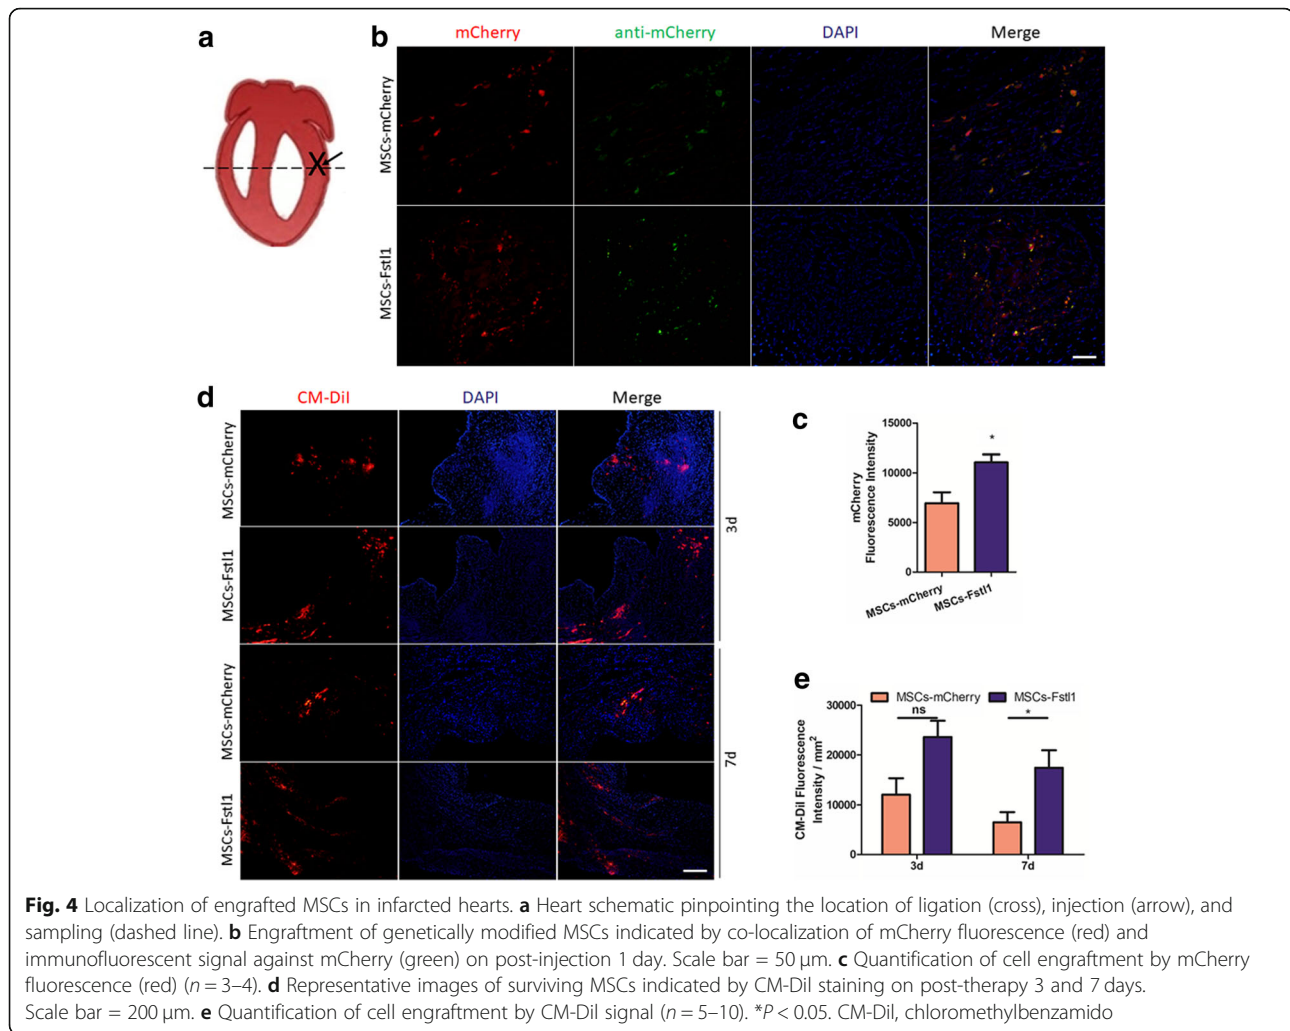 a
b
mCherry
anti-mCherry
DAPI
Merge
MSCs-mCherry
MSCs-Fstl1
X
d
CM-Dil
DAPI
Merge
MSCs-mCherry
MSCs-Fstl1
3d
MSCs-mCherry
MSCs-Fstl1
7d
c
mCherry
Fluorescence Intensity
15000
10000
5000
0
*
MSCs-mCherry
MSCs-Fstl1
e
MSCs-mCherry
MSCs-Fstl1
CM-Dil Fluorescence
Intensity / mm²
30000
20000
10000
0
ns
*
3d
7d
Fig. 4 Localization of engrafted MSCs in infarcted hearts. a Heart schematic pinpointing the location of ligation (cross), injection (arrow), and
sampling (dashed line). b Engraftment of genetically modified MSCs indicated by co-localization of mCherry fluorescence (red) and
immunofluorescent signal against mCherry (green) on post-injection 1 day. Scale bar = 50 μm. c Quantification of cell engraftment by mCherry
fluorescence (red) (n = 3–4). d Representative images of surviving MSCs indicated by CM-Dil staining on post-therapy 3 and 7 days.
Scale bar = 200 μm. e Quantification of cell engraftment by CM-Dil signal (n = 5–10). *P < 0.05. CM-Dil, chloromethylbenzamido